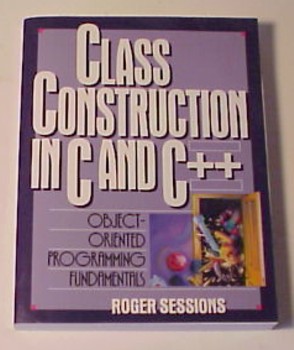 CLASS
CONSTRUCTION
IN C AND C++
OBJECT-
ORIENTED
PROGRAMMING
FUNDAMENTALS
ROGER SESSIONS